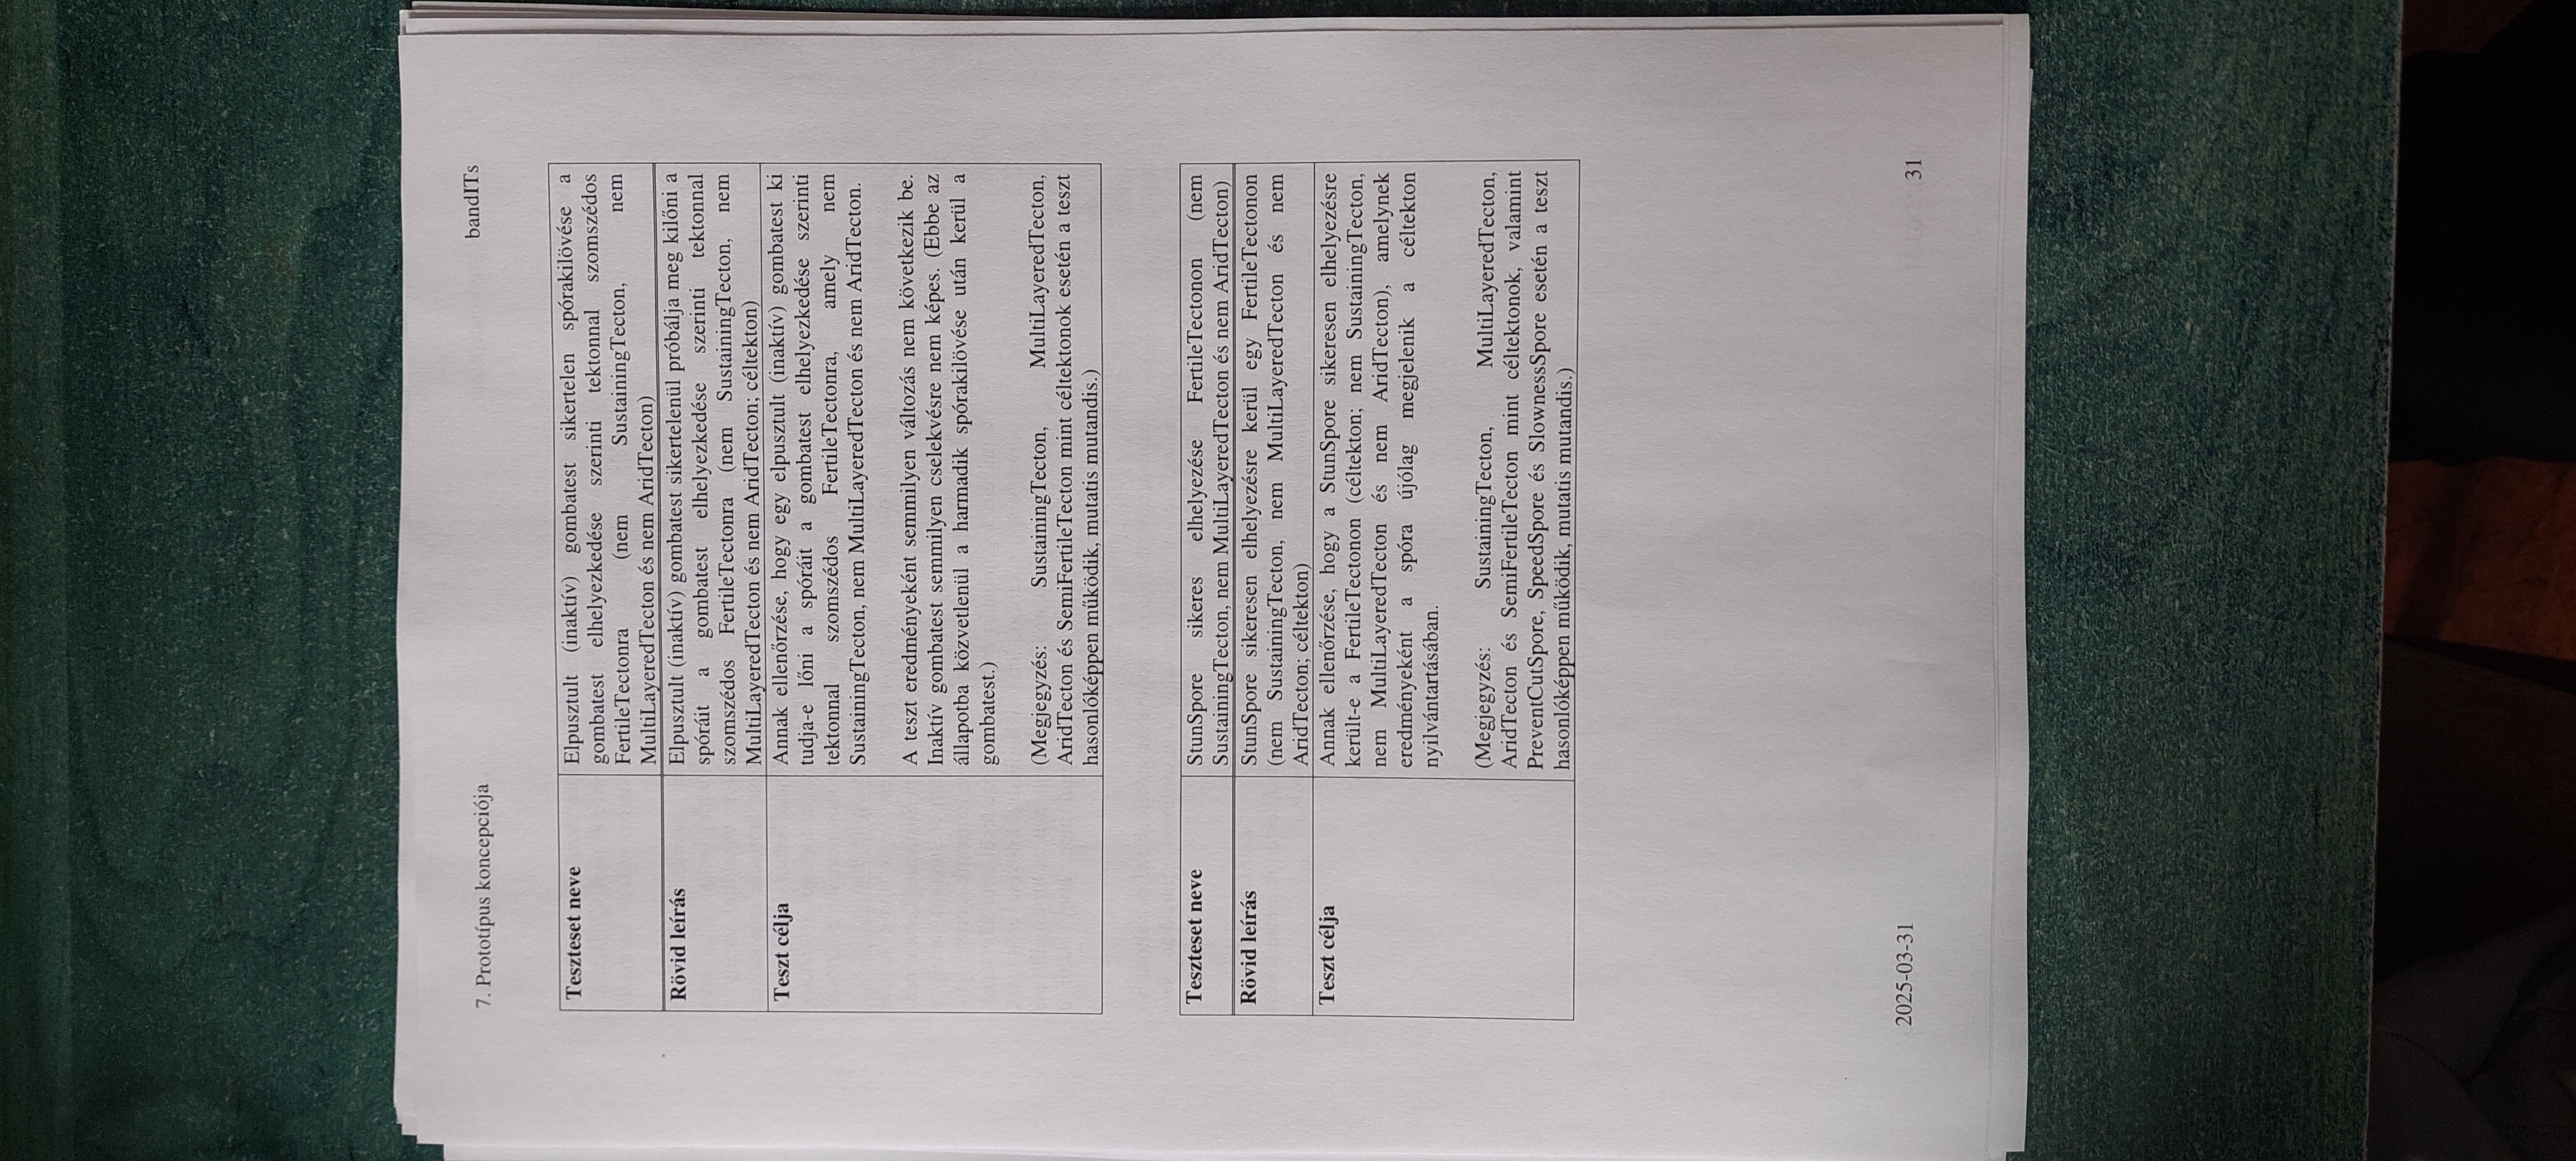 7. Prototípus koncepciója bandITs
Teszteset neve Elpusztult (inaktív) gombatest sikertelen spórakilövése a
gombatest elhelyezkedése szerinti tektonnal szomszédos
FertileTectonra (nem SustainingTecton, nem
MultiLayeredTecton és nem AridTecton)
Rövid leírás Elpusztult (inaktív) gombatest sikertelenül próbálja meg kilőni a
spóráit a gombatest elhelyezkedése szerinti tektonnal
szomszédos FertileTectonra (nem SustainingTecton, nem
MultiLayeredTecton és nem AridTecton; céltekton)
Teszt célja Annak ellenőrzése, hogy egy elpusztult (inaktív) gombatest ki
tudja-e lőni a spóráit a gombatest elhelyezkedése szerinti
tektonnal szomszédos FertileTectonra, amely nem
SustainingTecton, nem MultiLayeredTecton és nem AridTecton.
A teszt eredményeként semmilyen változás nem következik be.
Inaktív gombatest semmilyen cselekvésre nem képes. (Ebbe az
állapotba közvetlenül a harmadik spórakilövése után kerül a
gombatest.)
(Megjegyzés: SustainingTecton, MultiLayeredTecton,
AridTecton és SemiFertileTecton mint céltektonok esetén a teszt
hasonlóképpen működik, mutatis mutandis.)
Teszteset neve StunSpore sikeres elhelyezése FertileTectonon (nem
SustainingTecton, nem MultiLayeredTecton és nem AridTecton)
Rövid leírás StunSpore sikeresen elhelyezésre kerül egy FertileTectonon
(nem SustainingTecton, nem MultiLayeredTecton és nem
AridTecton; céltekton)
Teszt célja Annak ellenőrzése, hogy a StunSpore sikeresen elhelyezésre
került-e a FertileTectonon (céltekton; nem SustainingTecton,
nem MultiLayeredTecton és nem AridTecton), amelynek
eredményeként a spóra újólag megjelenik a céltekton
nyilvántartásában.
(Megjegyzés: SustainingTecton, MultiLayeredTecton,
AridTecton és SemiFertileTecton mint céltektonok, valamint
PreventCutSpore, SpeedSpore és SlownessSpore esetén a teszt
hasonlóképpen működik, mutatis mutandis.)
2025-03-31 31